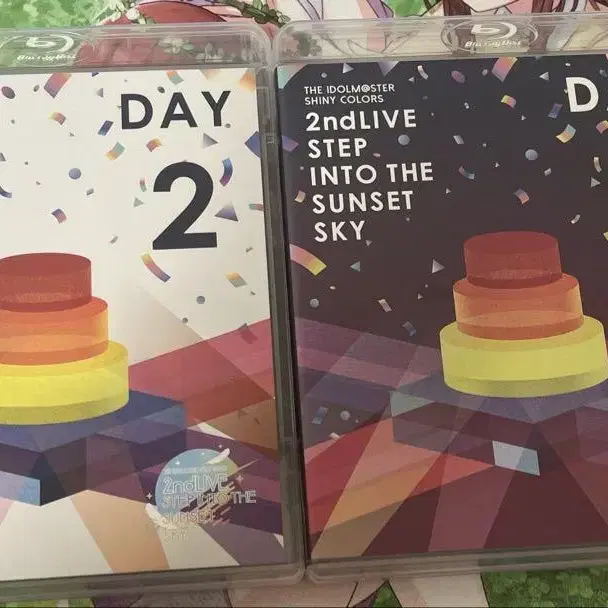 Blu-ray Disc
DAY
2
2ndLIVE
STEP INTO THE
SUNSET
SKY
Blu-ray Disc
THE IDOLM@STER
SHINY COLORS
2ndLIVE
STEP
INTO THE
SUNSET
SKY
D